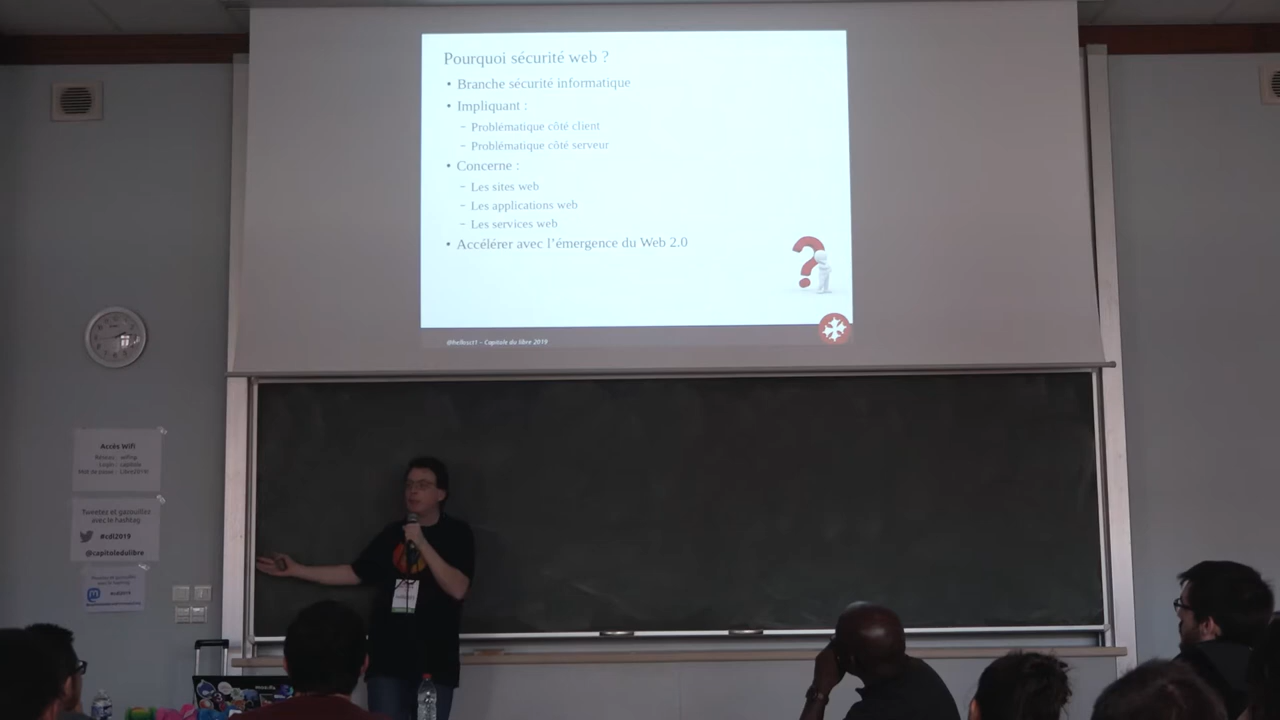 Pourquoi sécurité web ?
• Branche sécurité informatique
• Impliquant :
– Problématique côté client
– Problématique côté serveur
• Concerne :
– Les sites web
– Les applications web
– Les services web
• Accélérer avec l'émergence du Web 2.0
– Capitole du libre 2019
Accès Wifi
Tweetez et gazouillez
avec le hashtag
#cdl2019
@capitoledulibre